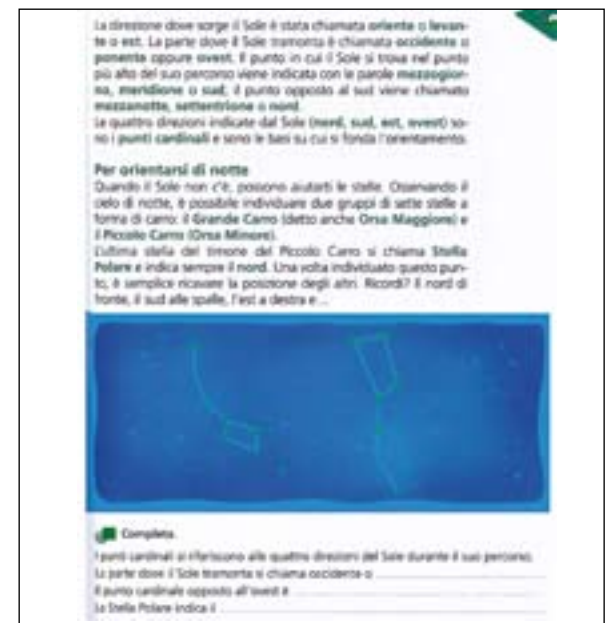 La direzione dove sorge il Sole è stata chiamata oriente o levan-
te o est. La parte dove il Sole tramonta è chiamata occidente o
ponente oppure ovest. Il punto in cui il Sole si trova nel punto
più alto del suo percorso viene indicata con le parole mezzogior-
no, meridione o sud; il punto opposto al sud viene chiamato
mezzanotte, settentrione o nord.
Le quattro direzioni indicate dal Sole (nord, sud, est, ovest) so-
no i punti cardinali e sono le basi su cui si fonda l'orientamento.
Per orientarsi di notte
Quando il Sole non c'è, possono aiutarti le stelle. Osservando il
cielo di notte, è possibile individuare due gruppi di sette stelle a
forma di carro: il Grande Carro (detto anche Orsa Maggiore) e
il Piccolo Carro (Orsa Minore).
L'ultima stella del timone del Piccolo Carro si chiama Stella
Polare e indica sempre il nord. Una volta individuato questo pun-
to, è semplice ricavare la posizione degli altri. Ricordi? Il nord di
fronte, il sud alle spalle, l'est a destra e ...
Completa.
I punti cardinali si riferiscono alle quattro direzioni del Sole durante il suo percorso.
La parte dove il Sole tramonta si chiama occidente o
Il punto cardinale opposto all'ovest è
La Stella Polare indica il